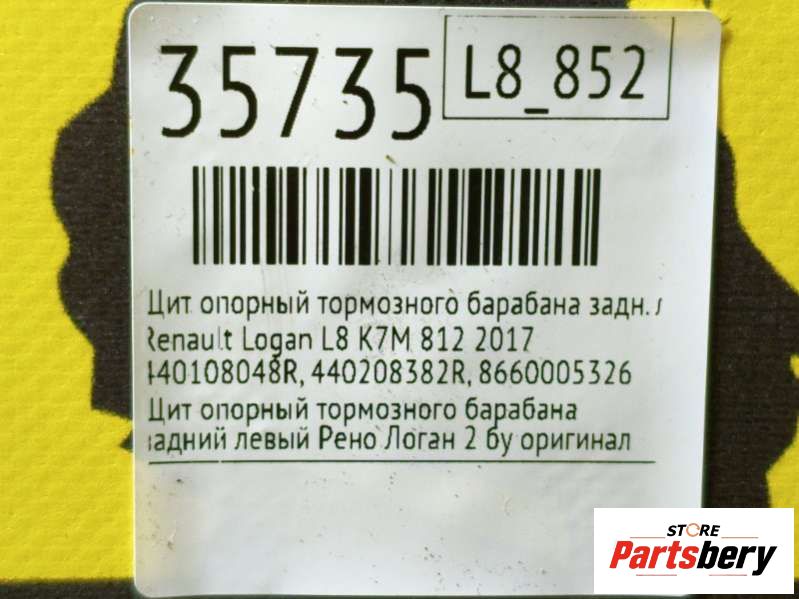 35735
L8_852
Щит опорный тормозного барабана задн. л
Renault Logan L8 K7M 812 2017
440108048R, 440208382R, 8660005326
Щит опорный тормозного барабана
задний левый Рено Логан 2 бу оригинал
STORE
Partsbery